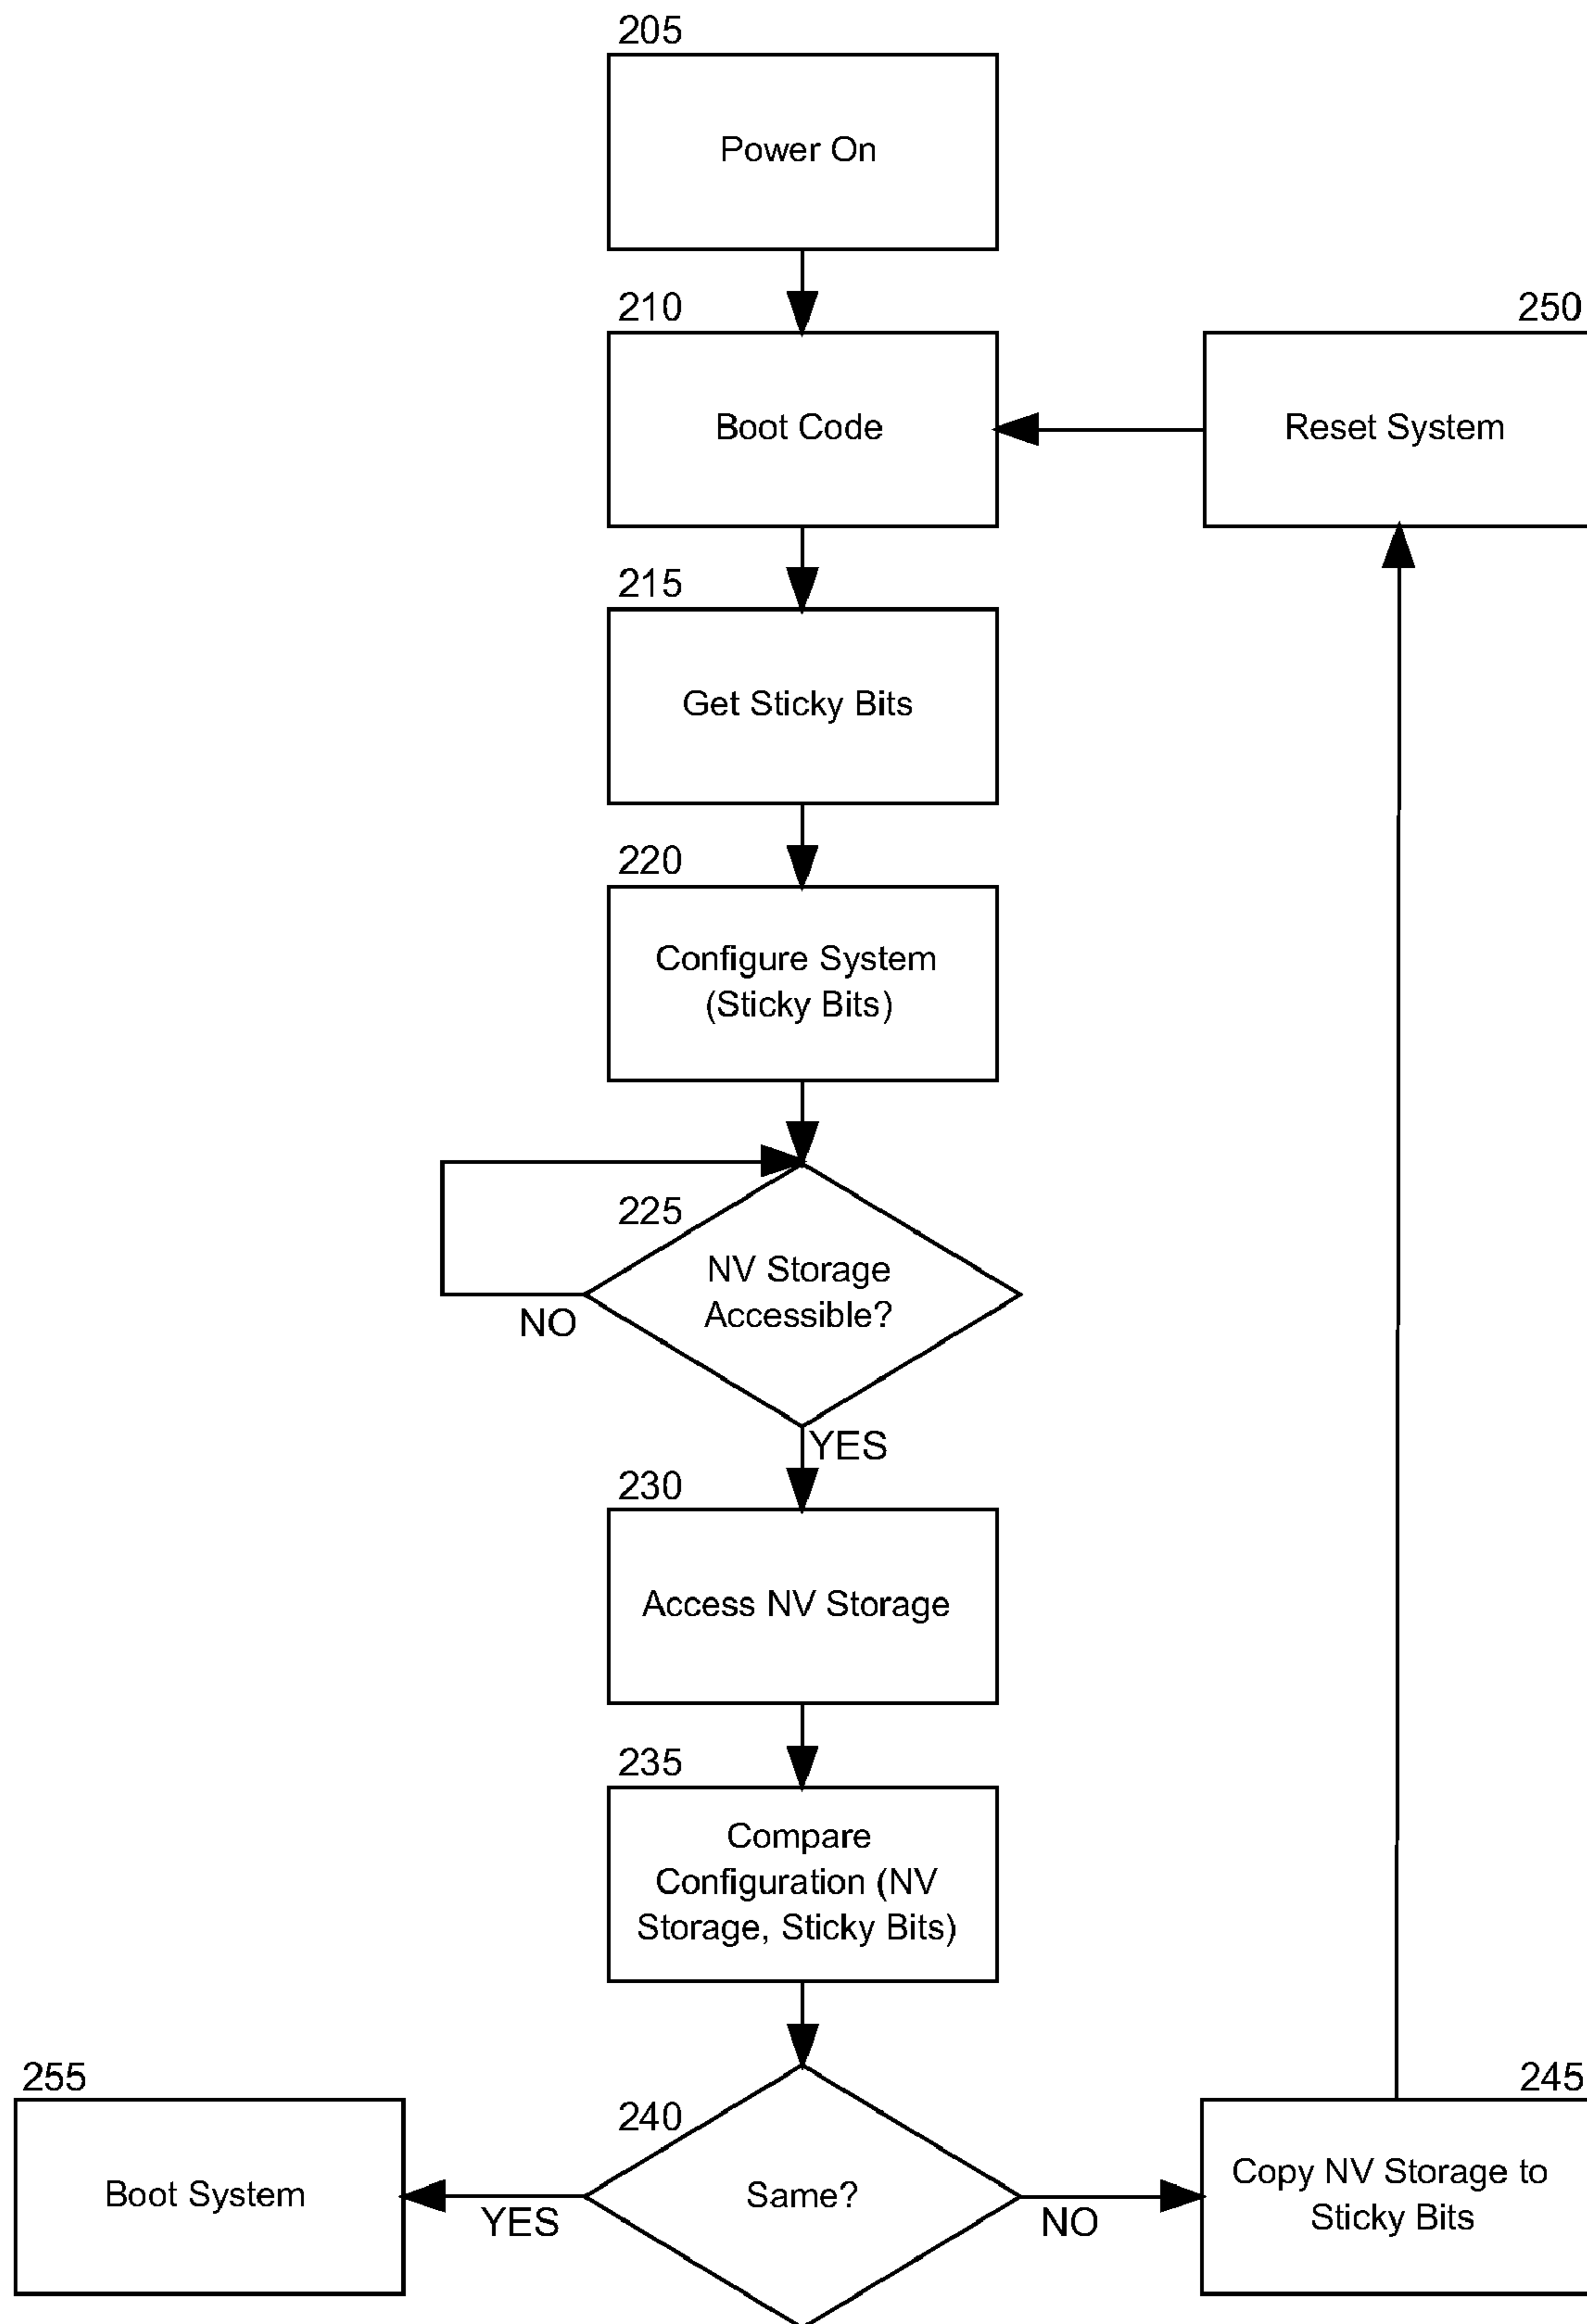 205
Power On
210
Boot Code
250
Reset System
215
Get Sticky Bits
220
Configure System
(Sticky Bits)
225
NV Storage
Accessible?
NO
YES
230
Access NV Storage
235
Compare
Configuration (NV
Storage, Sticky Bits)
240
Same?
YES
NO
255
Boot System
245
Copy NV Storage to
Sticky Bits